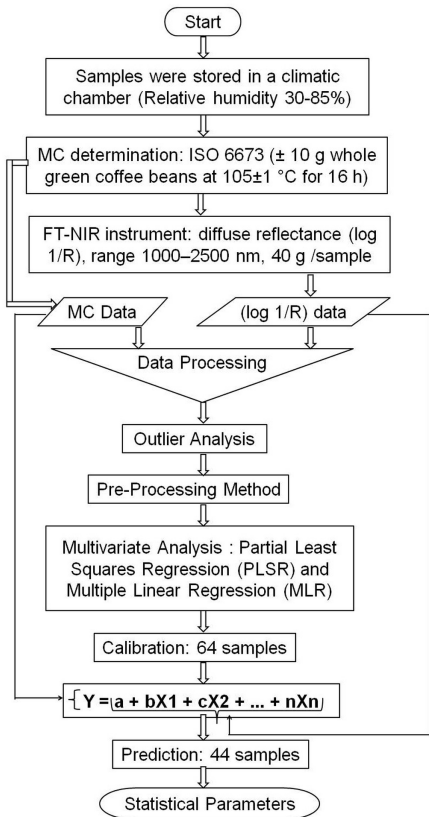 Start
Samples were stored in a climatic
chamber (Relative humidity 30-85%)
MC determination: ISO 6673 (± 10 g whole
green coffee beans at 105±1 °C for 16 h)
FT-NIR instrument: diffuse reflectance (log
1/R), range 1000–2500 nm, 40 g /sample
MC Data
(log 1/R) data
Data Processing
Outlier Analysis
Pre-Processing Method
Multivariate Analysis : Partial Least
Squares Regression (PLSR) and
Multiple Linear Regression (MLR)
Calibration: 64 samples
Y = (a + bX1 + cX2 + ... + nXn)
Prediction: 44 samples
Statistical Parameters